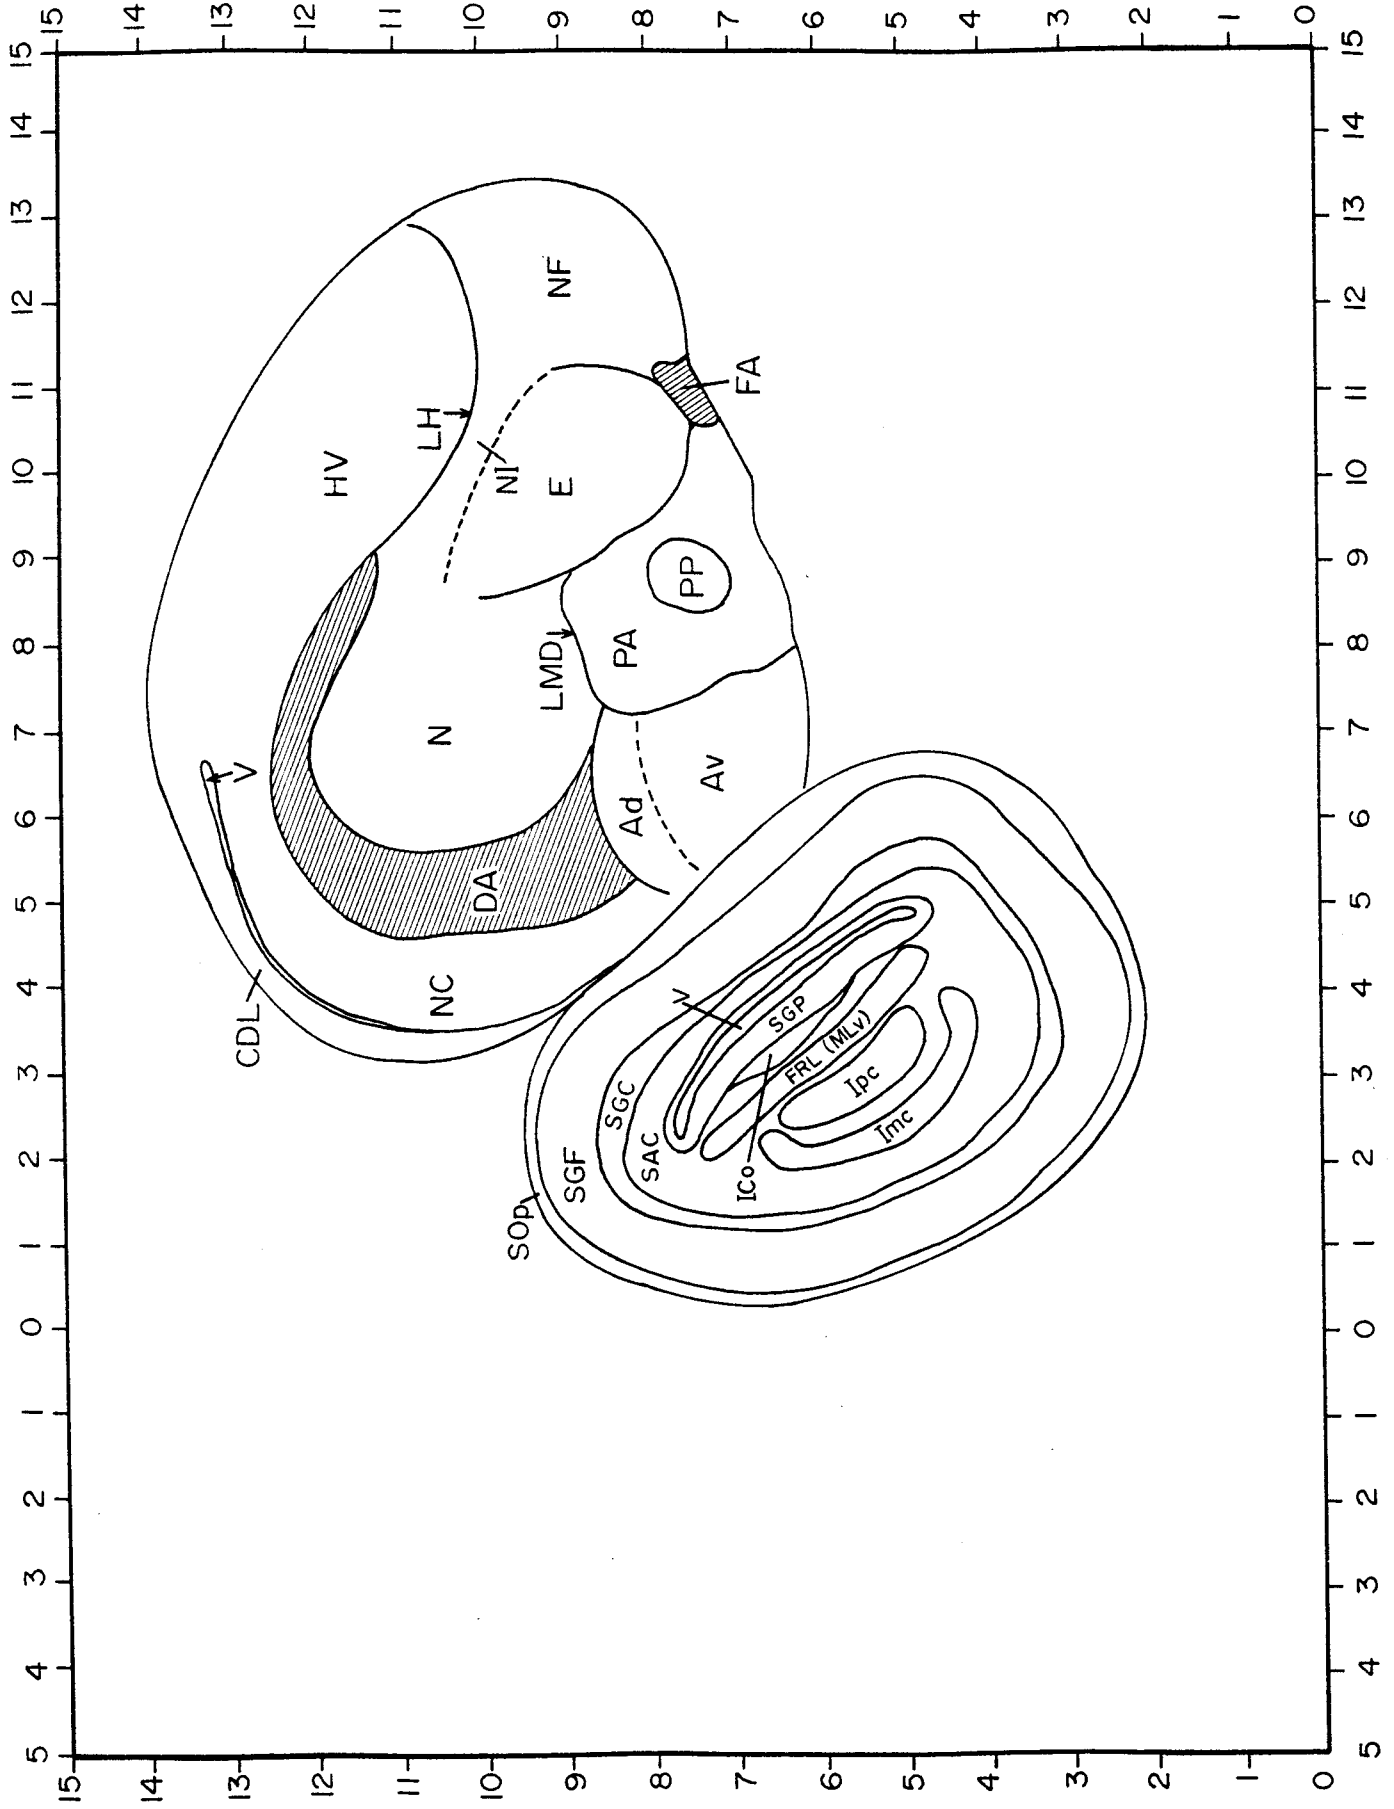 15 14 13 12 11 10 9 8 7 6 5 4 3 2 1 0
15 14 13 12 11 10 9 8 7 6 5 4 3 2 1 0 1 2 3 4 5
CDL
V
HV
LH
NF
NI
E
FA
N
LMD
PA
PP
DA
NC
Ad
Av
SOp
SGF
SGC
SAC
V
SGP
ICo
FRL (MLv)
Ipc
Imc
15 14 13 12 11 10 9 8 7 6 5 4 3 2 1 0 1 2 3 4 5
15 14 13 12 11 10 9 8 7 6 5 4 3 2 1 0